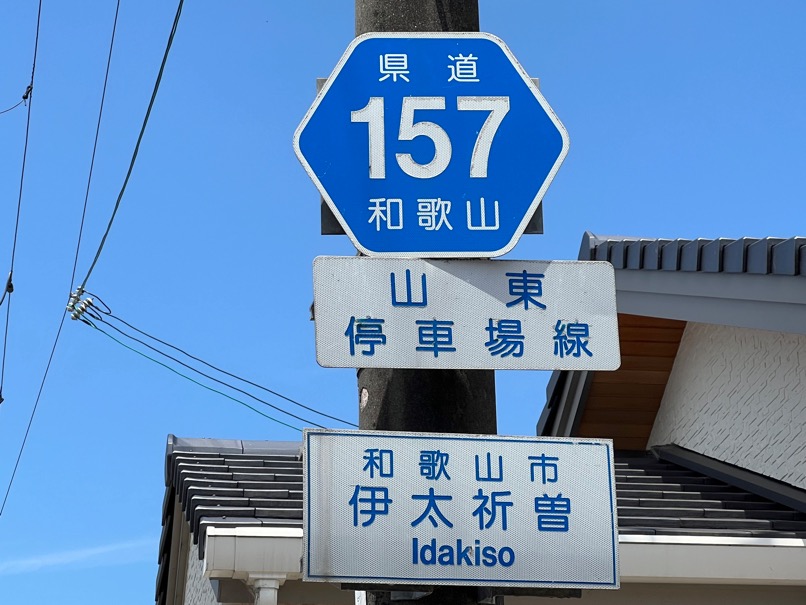 県道
157
和歌山
山東
停車場線
和歌山市
伊太祈曽
Idakiso